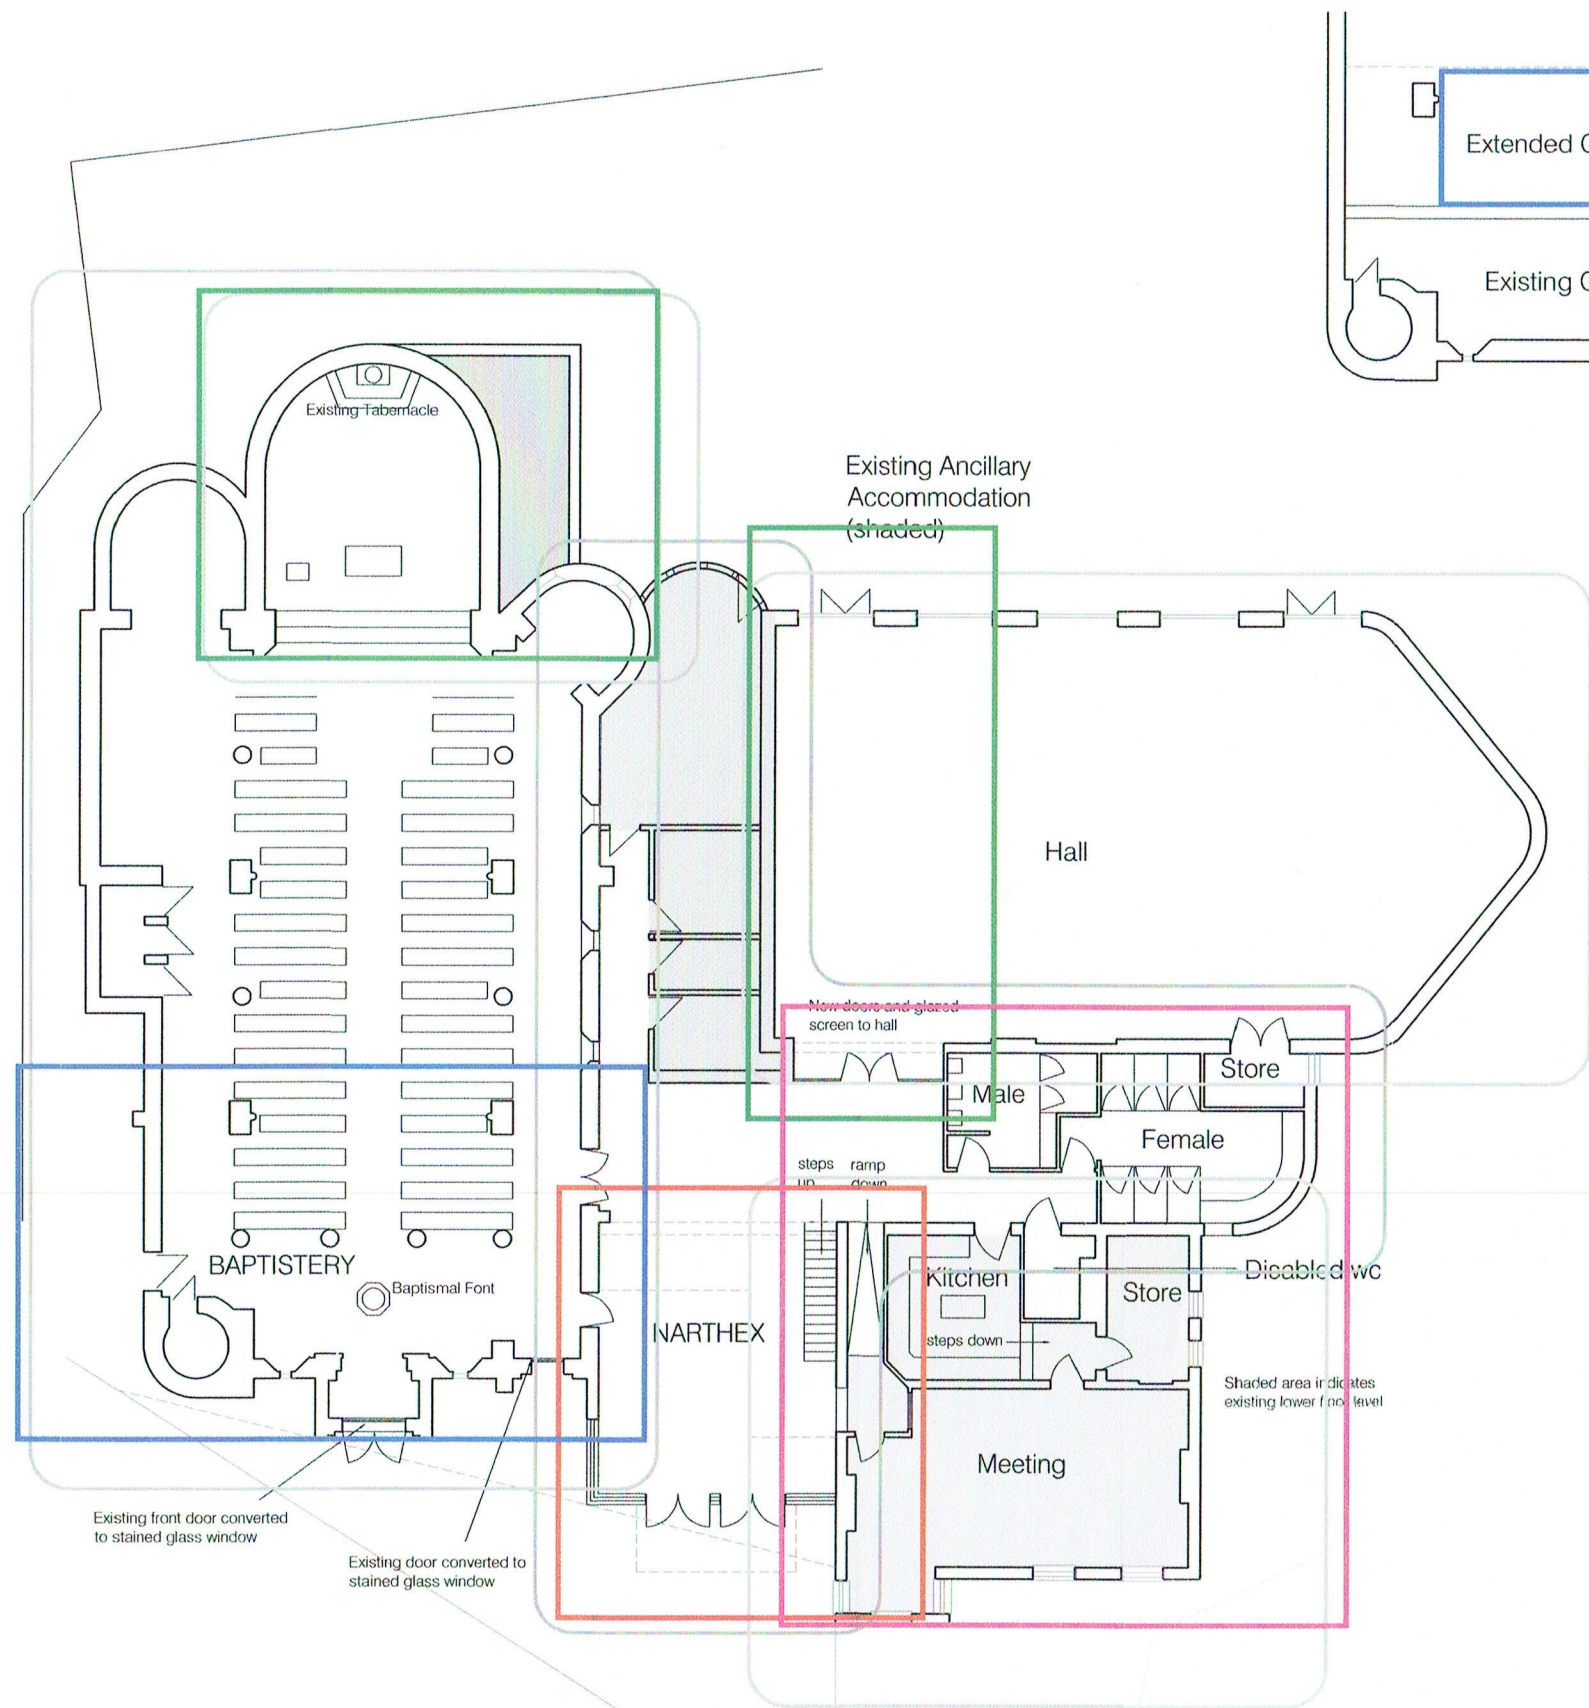 Extended
Existing
Existing Tabernacle
Existing Ancillary
Accommodation
(shaded)
Hall
New doors and glazed
screen to hall
Store
Male
Female
steps
up
ramp
down
BAPTISTERY
Baptismal Font
Kitchen
Disabled wc
Store
NARTHEX
steps down
Shaded area indicates
existing lower floor level
Meeting
Existing front door converted
to stained glass window
Existing door converted to
stained glass window